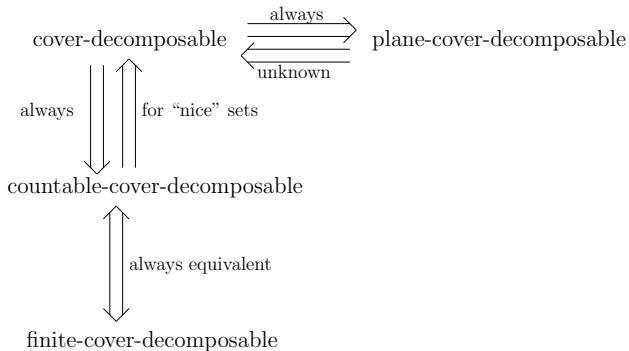 always
cover-decomposable
plane-cover-decomposable
unknown
always
for “nice” sets
countable-cover-decomposable
always equivalent
finite-cover-decomposable